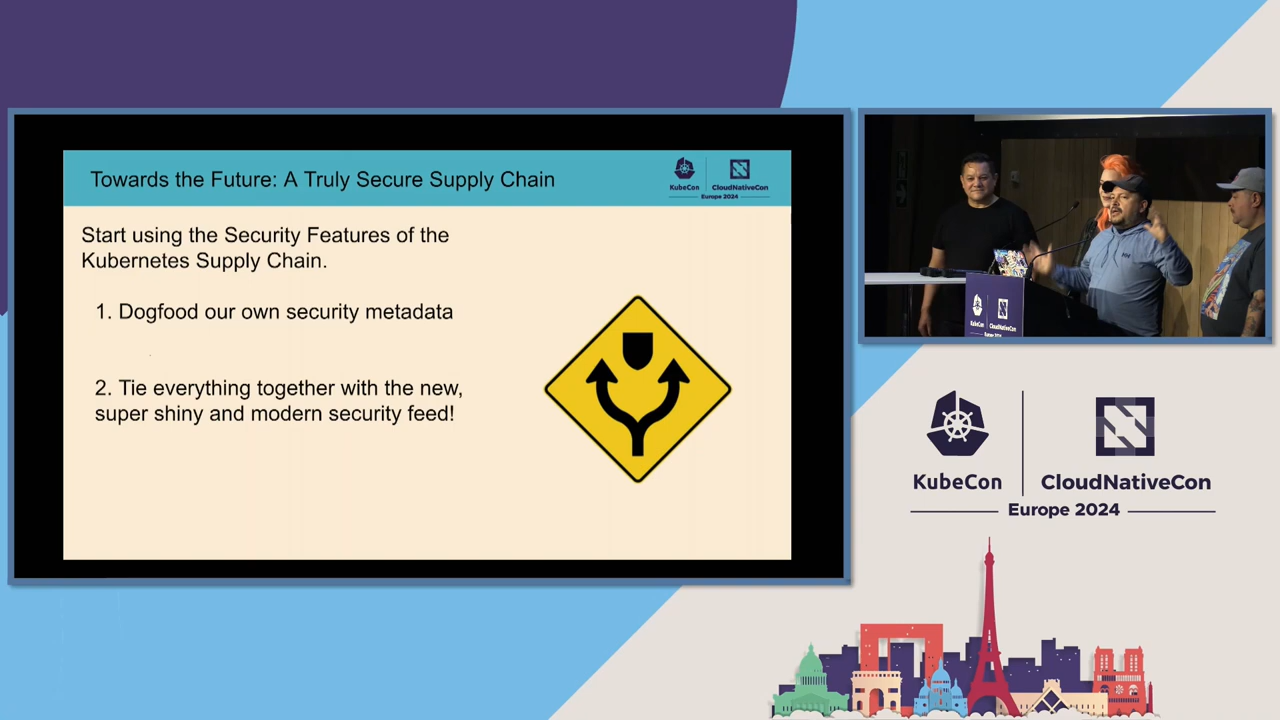 Towards the Future: A Truly Secure Supply Chain
KubeCon
CloudNativeCon
Europe 2024
Start using the Security Features of the
Kubernetes Supply Chain.
1. Dogfood our own security metadata
2. Tie everything together with the new,
super shiny and modern security feed!
KubeCon
CloudNativeCon
KubeCon
CloudNativeCon
Europe 2024